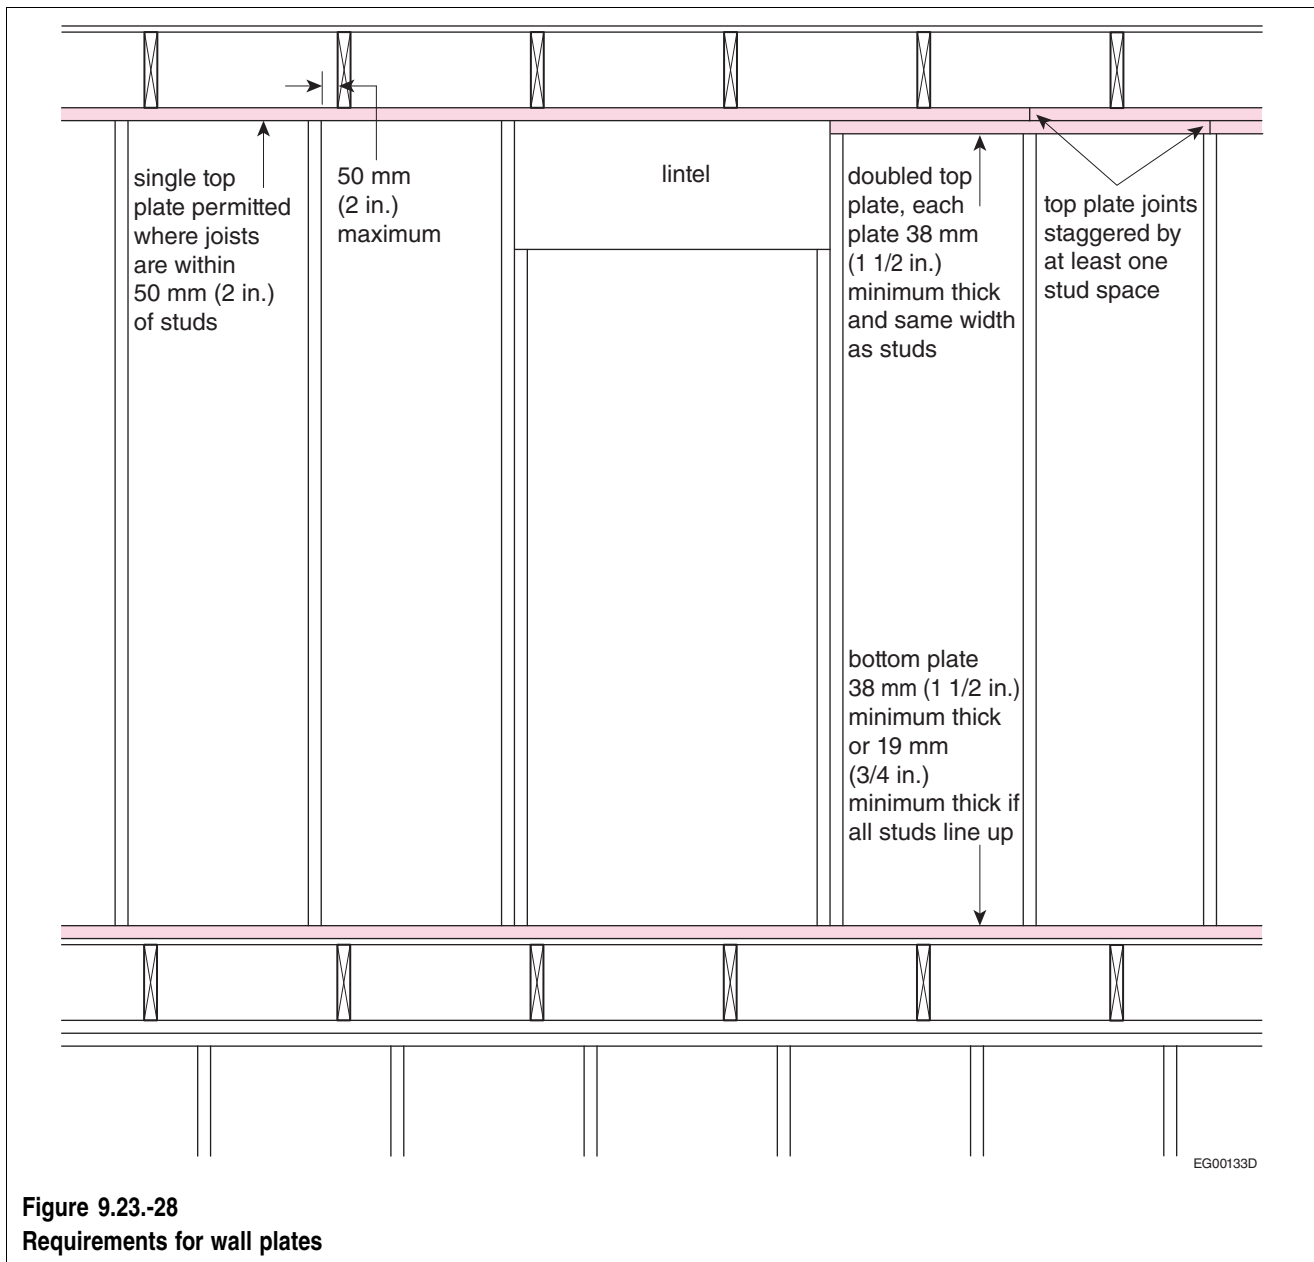 single top
plate permitted
where joists
are within
50 mm (2 in.)
of studs
50 mm
(2 in.)
maximum
lintel
doubled top
plate, each
plate 38 mm
(1 1/2 in.)
minimum thick
and same width
as studs
top plate joints
staggered by
at least one
stud space
bottom plate
38 mm (1 1/2 in.)
minimum thick
or 19 mm
(3/4 in.)
minimum thick if
all studs line up
EG00133D
Figure 9.23.-28
Requirements for wall plates